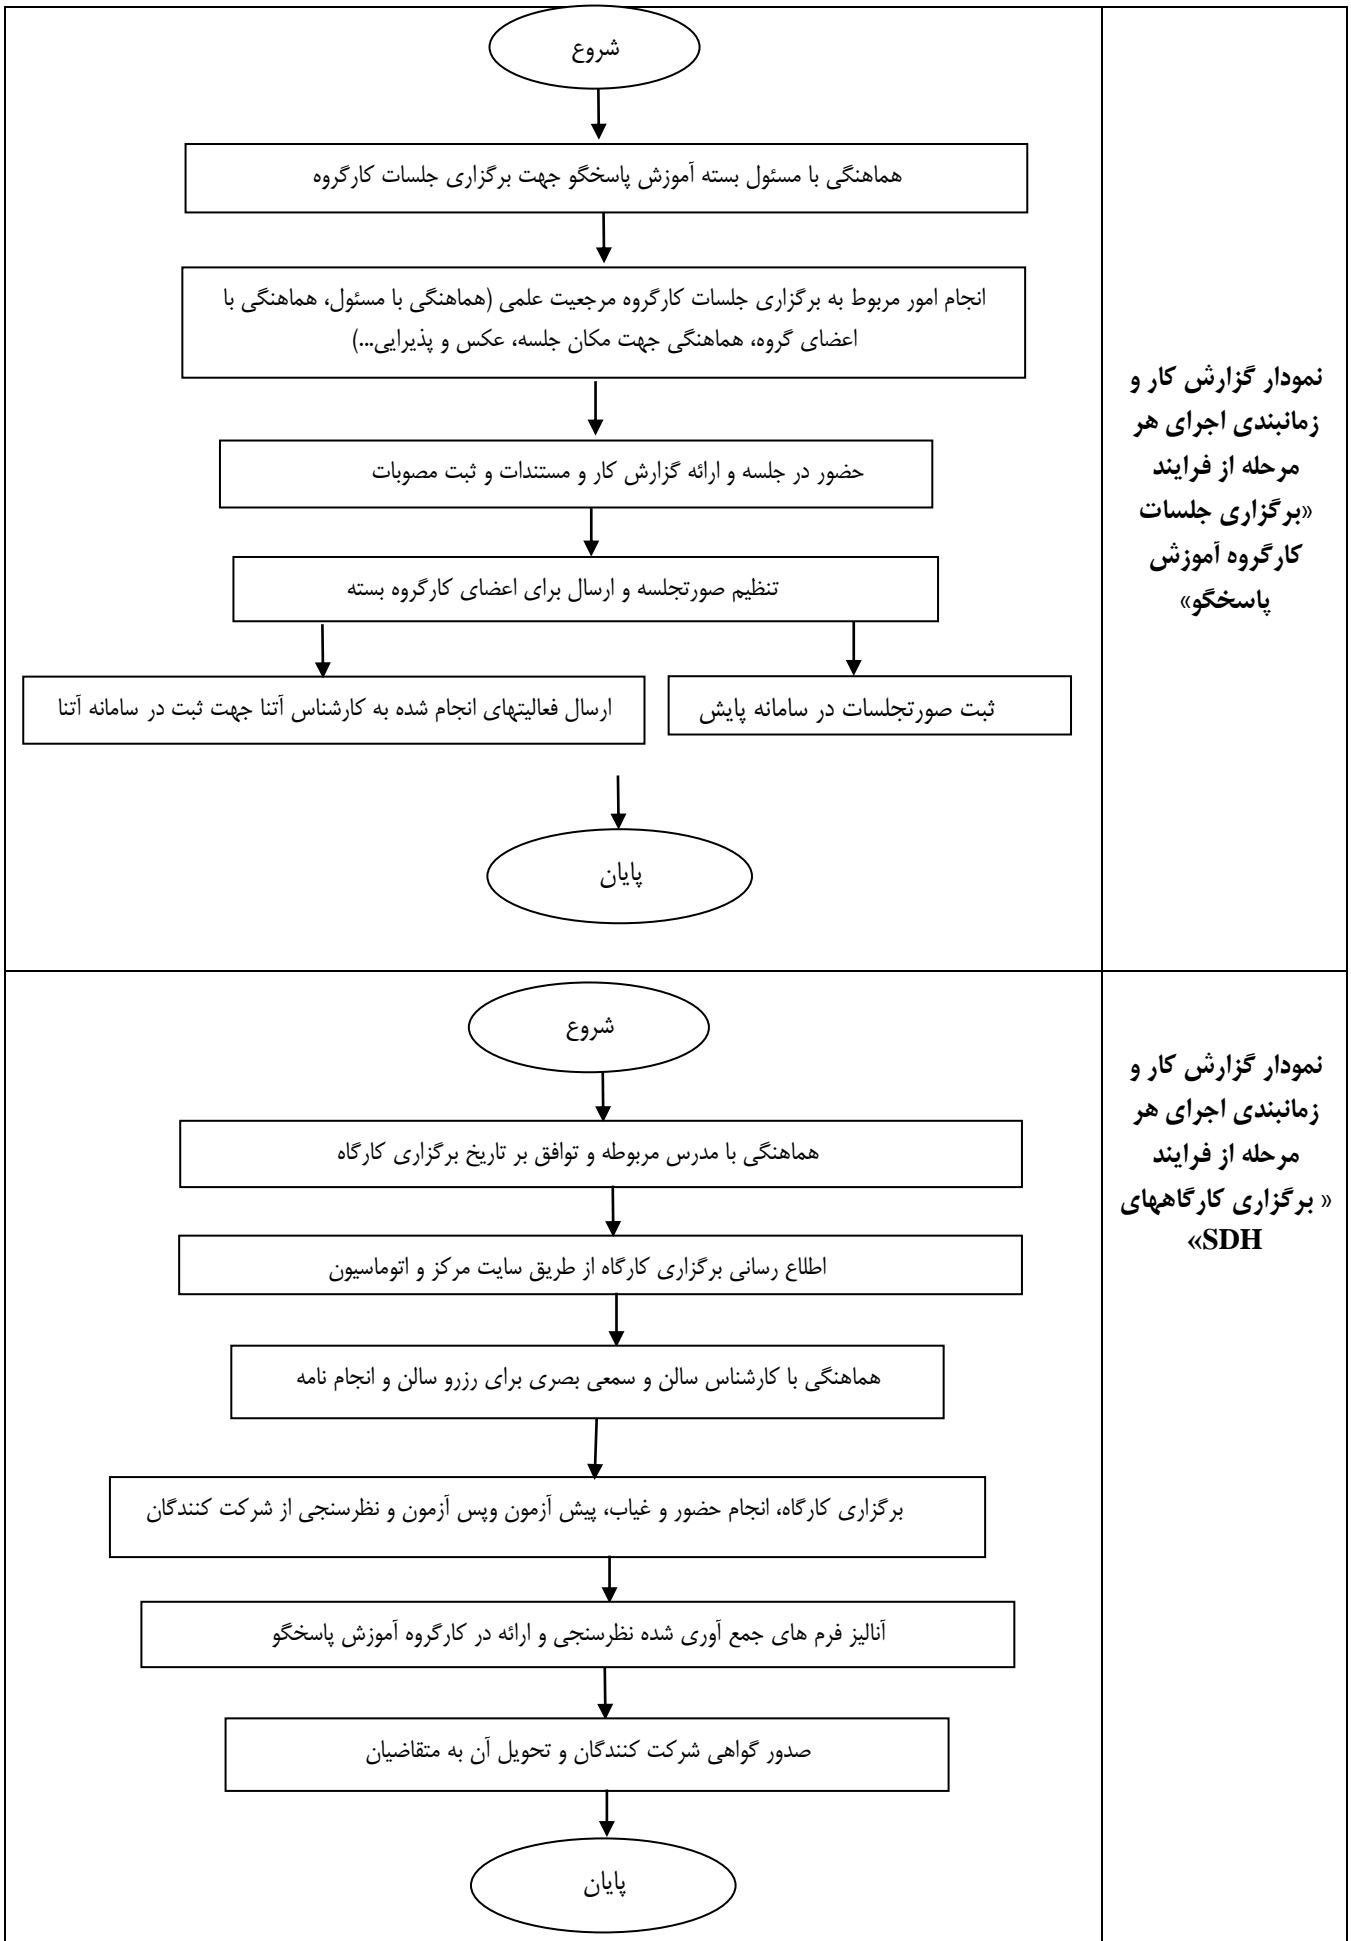 نمودار گزارش کار و
زمانبندی اجرای هر
مرحله از فرایند
«برگزاری جلسات
کارگروه آموزش
پاسخگو»
شروع
هماهنگی با مسئول بسته آموزش پاسخگو جهت برگزاری جلسات کارگروه
انجام امور مربوط به برگزاری جلسات کارگروه مرجعیت علمی (هماهنگی با مسئول، هماهنگی با
اعضای گروه، هماهنگی جهت مکان جلسه، عکس و پذیرایی...)
حضور در جلسه و ارائه گزارش کار و مستندات و ثبت مصوبات
تنظیم صورتجلسه و ارسال برای اعضای کارگروه بسته
ثبت صورتجلسات در سامانه پایش
ارسال فعالیتهای انجام شده به کارشناس آتنا جهت ثبت در سامانه آتنا
پایان
نمودار گزارش کار و
زمانبندی اجرای هر
مرحله از فرایند
« برگزاری کارگاههای
SDH»
شروع
هماهنگی با مدرس مربوطه و توافق بر تاریخ برگزاری کارگاه
اطلاع رسانی برگزاری کارگاه از طریق سایت مرکز و اتوماسیون
هماهنگی با کارشناس سالن و سمعی بصری برای رزرو سالن و انجام نامه
برگزاری کارگاه، انجام حضور و غیاب، پیش آزمون وپس آزمون و نظرسنجی از شرکت کنندگان
آنالیز فرم های جمع آوری شده نظرسنجی و ارائه در کارگروه آموزش پاسخگو
صدور گواهی شرکت کنندگان و تحویل آن به متقاضیان
پایان